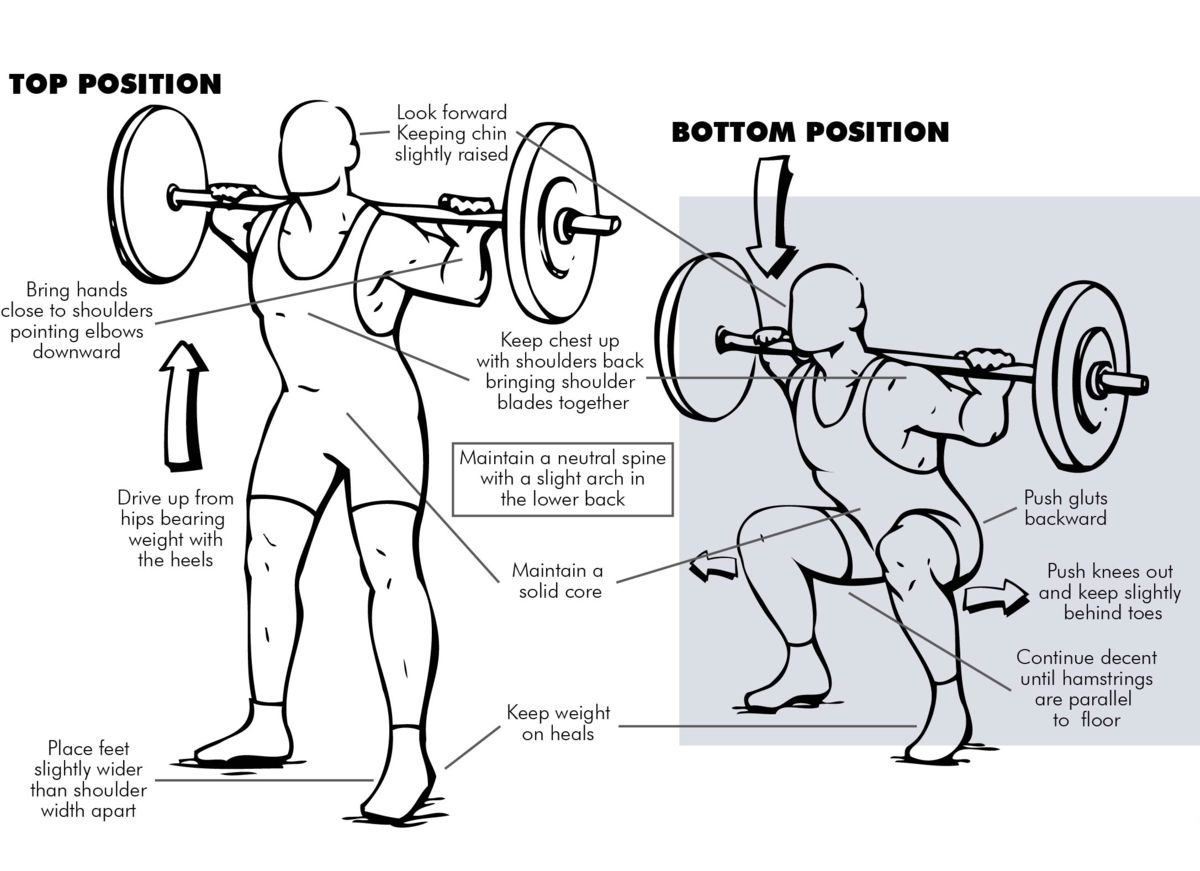 TOP POSITION
Look forward
Keeping chin
slightly raised
BOTTOM POSITION
Bring hands
close to shoulders
pointing elbows
downward
Keep chest up
with shoulders back
bringing shoulder
blades together
Maintain a neutral spine
with a slight arch in
the lower back
Drive up from
hips bearing
weight with
the heels
Push gluts
backward
Maintain a
solid core
Push knees out
and keep slightly
behind toes
Continue decent
until hamstrings
are parallel
to floor
Keep weight
on heals
Place feet
slightly wider
than shoulder
width apart